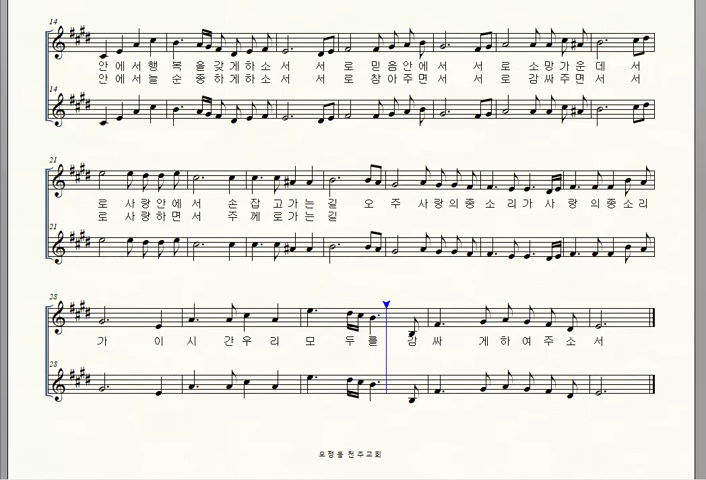 14
안 에 서 행 복 을 갖 게 하 소 서 서 로 믿 음 안 에 서 서 로 소 망 가 운 데 서
안 에 서 늘 순 종 하 게 하 소 서 서 로 참 아 주 면 서 서 로 감 싸 주 면 서 서
14
21
로 사 랑 안 에 서 손 잡 고 가 는 길 오 주 사 랑 의 종 소 리 가 사 랑 의 종 소 리
로 사 랑 하 면 서 주 께 로 가 는 길
21
28
가 이 시 간 우 리 모 두 를 감 싸 게 하 여 주 소 서
28
천 주 교 회